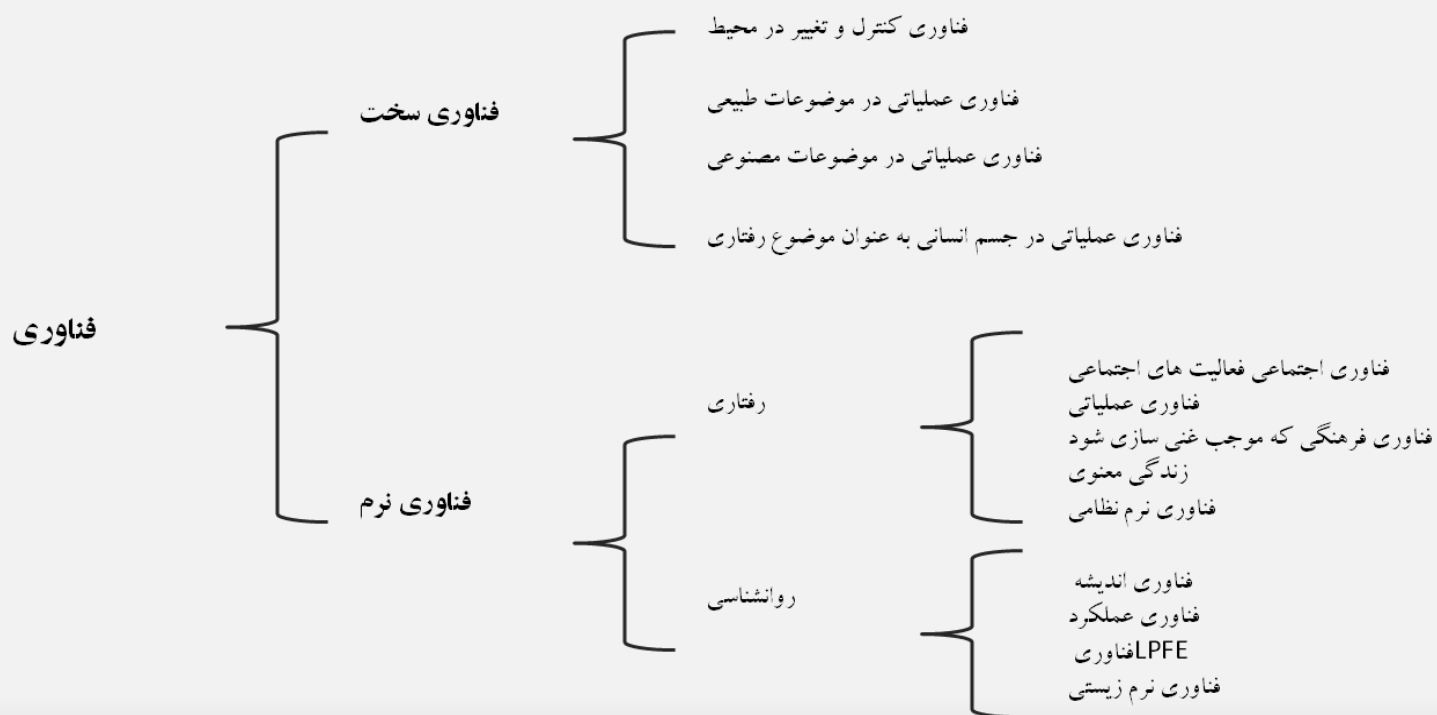 فناوری
فناوری سخت
فناوری کنترل و تغییر در محیط
فناوری عملیاتی در موضوعات طبیعی
فناوری عملیاتی در موضوعات مصنوعی
فناوری عملیاتی در جسم انسانی به عنوان موضوع رفتاری
فناوری نرم
رفتاری
فناوری اجتماعی فعالیت های اجتماعی
فناوری عملیاتی
فناوری فرهنگی که موجب غنی سازی شود
زندگی معنوی
فناوری نرم نظامی
روانشناسی
فناوری اندیشه
فناوری عملکرد
فناوریLPFE
فناوری نرم زیستی